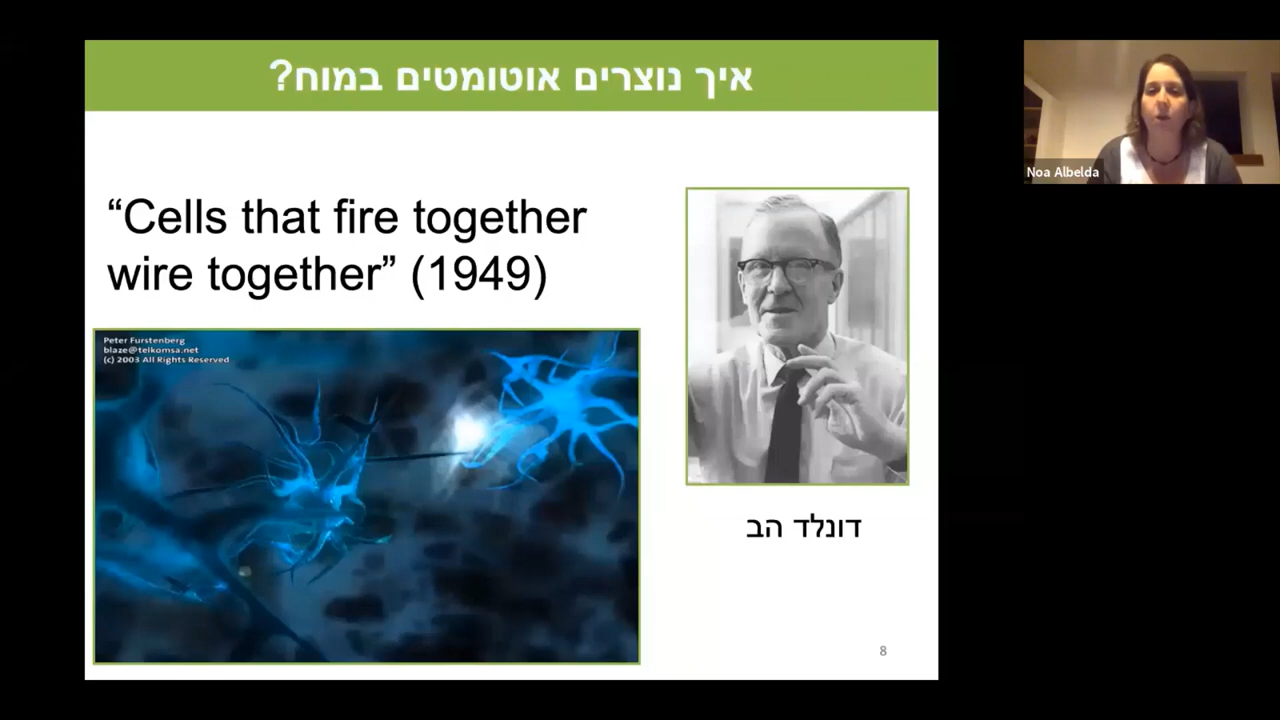 איך נוצרים אוטומטים במוח?
“Cells that fire together
wire together” (1949)
Peter Furstenberg
blaze@telkomsa.net
(c) 2003 All Rights Reserved
דונלד הב
8
Noa Albelda